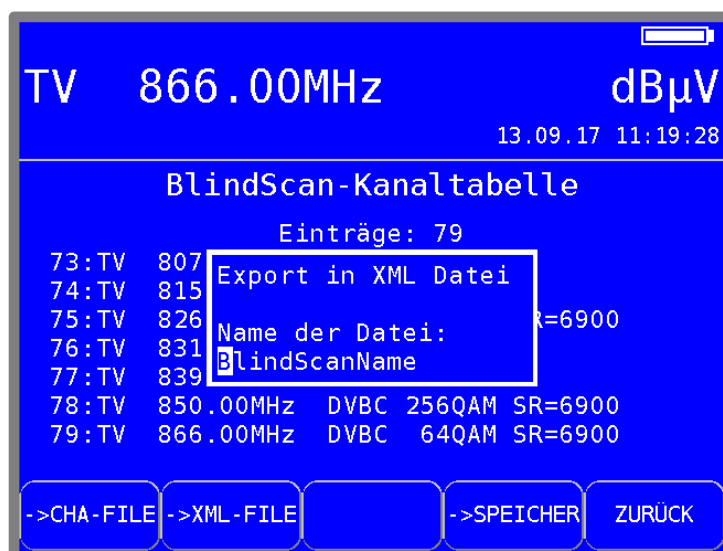 TV 866.00MHz dBµV
13.09.17 11:19:28
BlindScan-Kanaltabelle
Einträge: 79
73:TV 807
74:TV 815
75:TV 826 R=6900
76:TV 831
77:TV 839
Export in XML Datei
Name der Datei:
BlindScanName
78:TV 850.00MHz DVBC 256QAM SR=6900
79:TV 866.00MHz DVBC 64QAM SR=6900
->CHA-FILE ->XML-FILE ->SPEICHER ZURÜCK